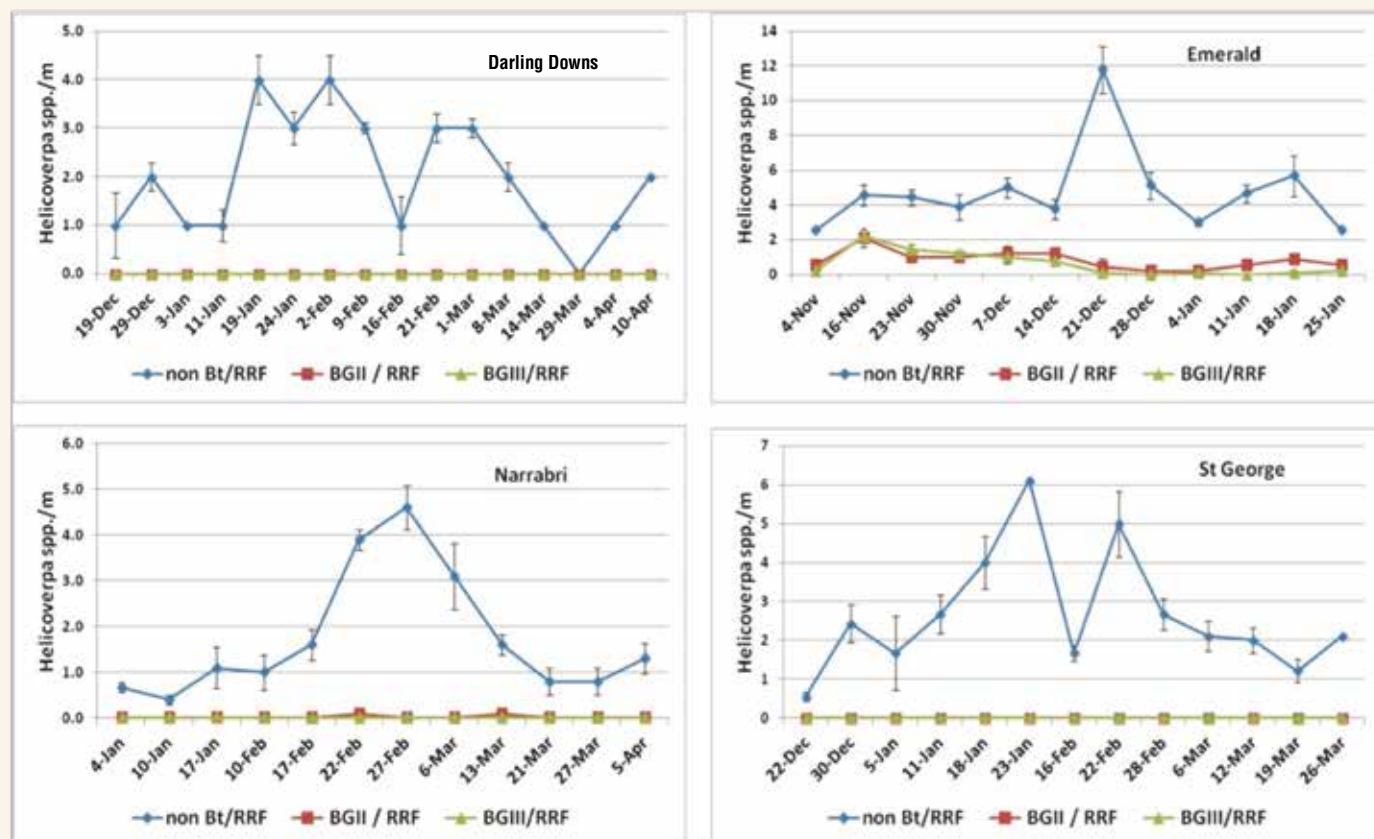 Darling Downs
Helicoverpa spp./m
5.0
4.0
3.0
2.0
1.0
0.0
19-Dec
29-Dec
3-Jan
11-Jan
19-Jan
24-Jan
2-Feb
9-Feb
16-Feb
21-Feb
1-Mar
8-Mar
14-Mar
29-Mar
4-Apr
10-Apr
non Bt/RRF
BGII / RRF
BGIII/RRF
Emerald
Helicoverpa spp./m
14
12
10
8
6
4
2
0
4-Nov
16-Nov
23-Nov
30-Nov
7-Dec
14-Dec
21-Dec
28-Dec
4-Jan
11-Jan
18-Jan
25-Jan
non Bt/RRF
BGII / RRF
BGIII/RRF
Narrabri
Helicoverpa spp./m
6.0
5.0
4.0
3.0
2.0
1.0
0.0
4-Jan
10-Jan
17-Jan
10-Feb
17-Feb
22-Feb
27-Feb
6-Mar
13-Mar
21-Mar
27-Mar
5-Apr
non Bt/RRF
BGII / RRF
BGIII/RRF
St George
Helicoverpa spp./m
7
6
5
4
3
2
1
0
22-Dec
30-Dec
5-Jan
11-Jan
18-Jan
23-Jan
16-Feb
22-Feb
28-Feb
6-Mar
12-Mar
19-Mar
26-Mar
non Bt/RRF
BGII / RRF
BGIII/RRF